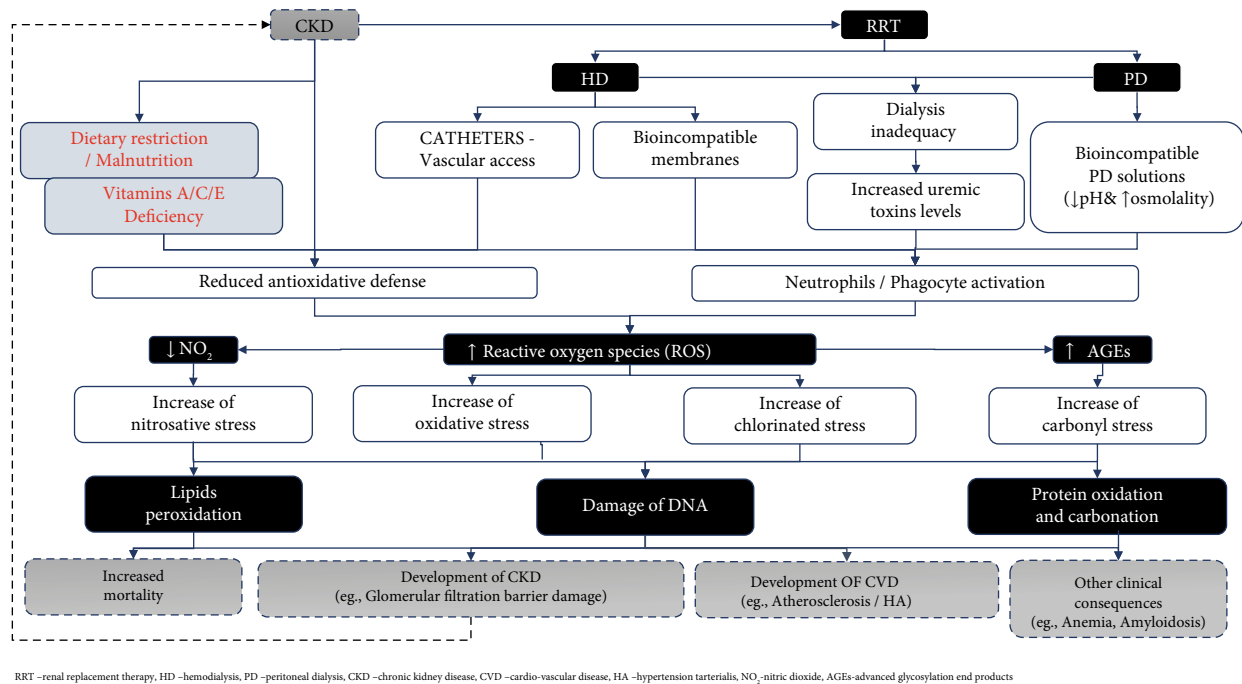 CKD
RRT
HD
PD
Dietary restriction
/ Malnutrition
Vitamins A/C/E
Deficiency
CATHETERS -
Vascular access
Bioincompatible
membranes
Dialysis
inadequacy
Increased uremic
toxins levels
Bioincompatible
PD solutions
(↓pH& ↑osmolality)
Reduced antioxidative defense
Neutrophils / Phagocyte activation
↓ NO₂
↑ Reactive oxygen species (ROS)
↑ AGEs
Increase of
nitrosative stress
Increase of
oxidative stress
Increase of
chlorinated stress
Increase of
carbonyl stress
Lipids
peroxidation
Damage of DNA
Protein oxidation
and carbonation
Increased
mortality
Development of CKD
(eg., Glomerular filtration barrier damage)
Development OF CVD
(eg., Atherosclerosis / HA)
Other clinical
consequences
(eg., Anemia, Amyloidosis)
RRT –renal replacement therapy, HD –hemodialysis, PD –peritoneal dialysis, CKD –chronic kidney disease, CVD –cardio-vascular disease, HA –hypertension tarterialis, NO₂-nitric dioxide, AGEs-advanced glycosylation end products